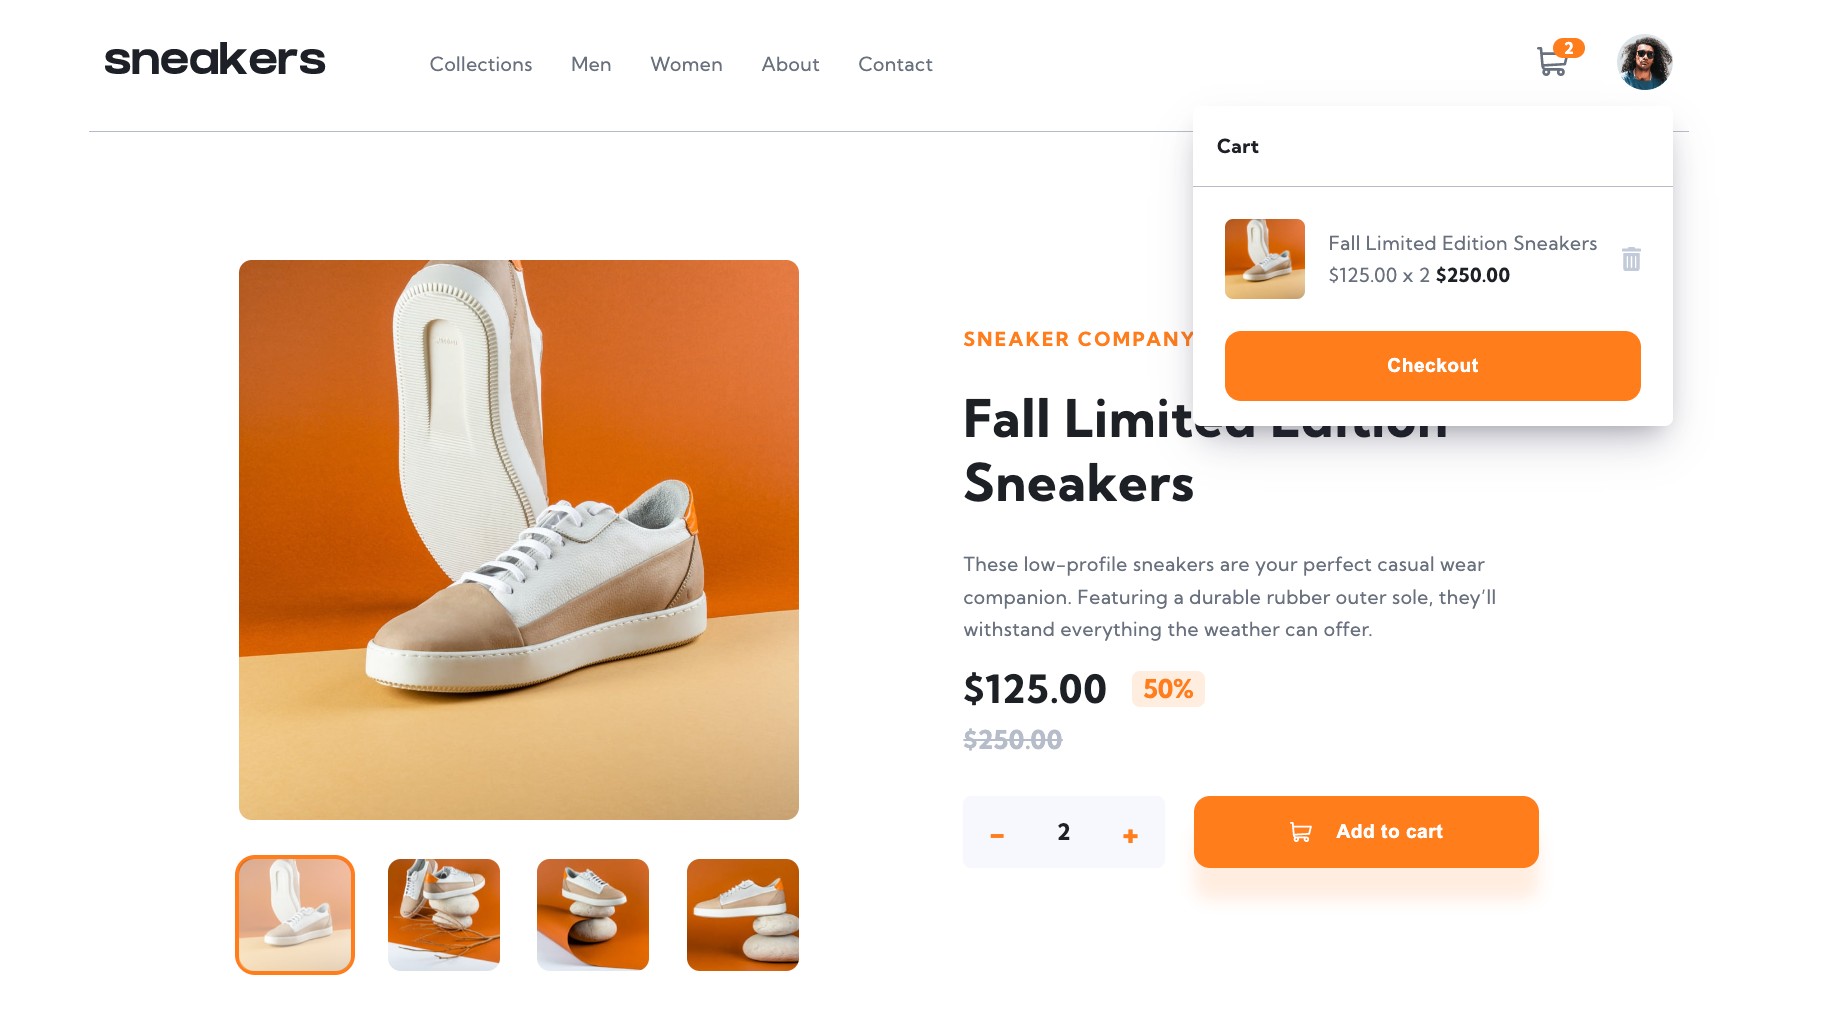 sneakers
Collections
Men
Women
About
Contact
2
Cart
Fall Limited Edition Sneakers
$125.00 x 2 $250.00
Checkout
SNEAKER COMPANY
Fall Limited Edition
Sneakers
These low-profile sneakers are your perfect casual wear
companion. Featuring a durable rubber outer sole, they’ll
withstand everything the weather can offer.
$125.00
50%
$250.00
–
2
+
Add to cart